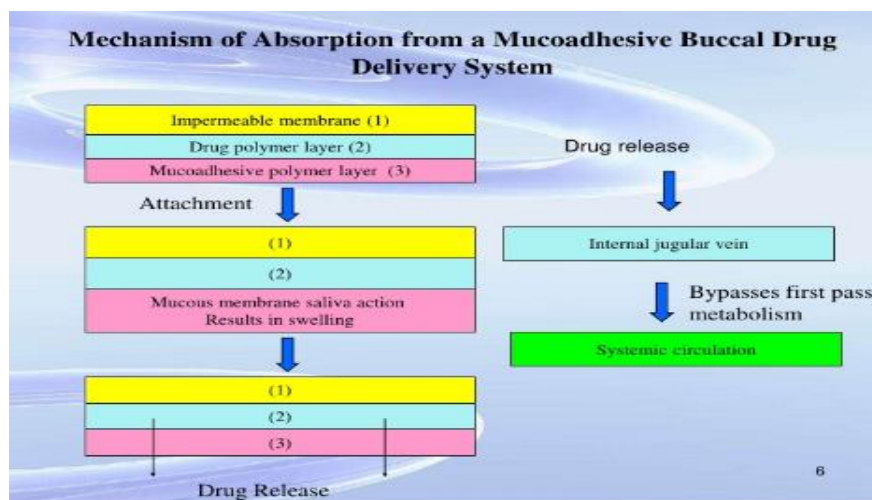 Mechanism of Absorption from a Mucoadhesive Buccal Drug
Delivery System
Impermeable membrane (1)
Drug polymer layer (2)
Mucoadhesive polymer layer (3)
Attachment
(1)
(2)
Mucous membrane saliva action
Results in swelling
(1)
(2)
(3)
Drug Release
Drug release
Internal jugular vein
Bypasses first pass
metabolism
Systemic circulation
6